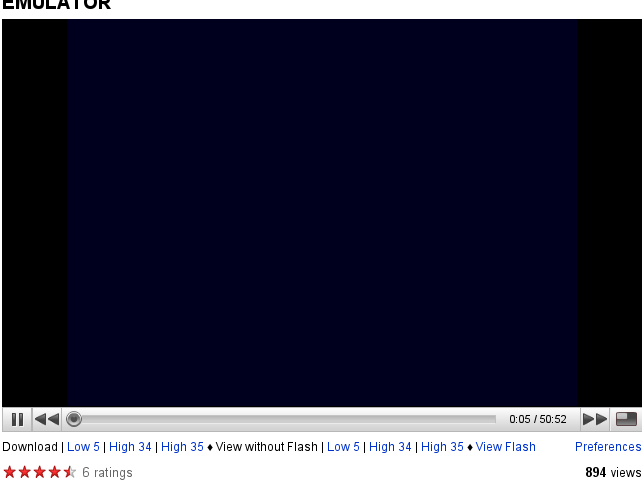 EMULATOR
0:05 / 50:52
Download | Low 5 | High 34 | High 35 ♦ View without Flash | Low 5 | High 34 | High 35 ♦ View Flash Preferences
6 ratings 894 views